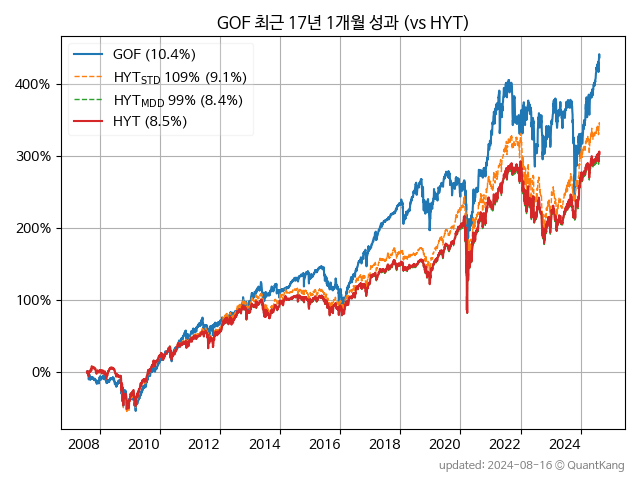 GOF 최근 17년 1개월 성과 (vs HYT)
GOF (10.4%)
HYT_STD 109% (9.1%)
HYT_MDD 99% (8.4%)
HYT (8.5%)
400%
300%
200%
100%
0%
2008 2010 2012 2014 2016 2018 2020 2022 2024
updated: 2024-08-16 © QuantKang